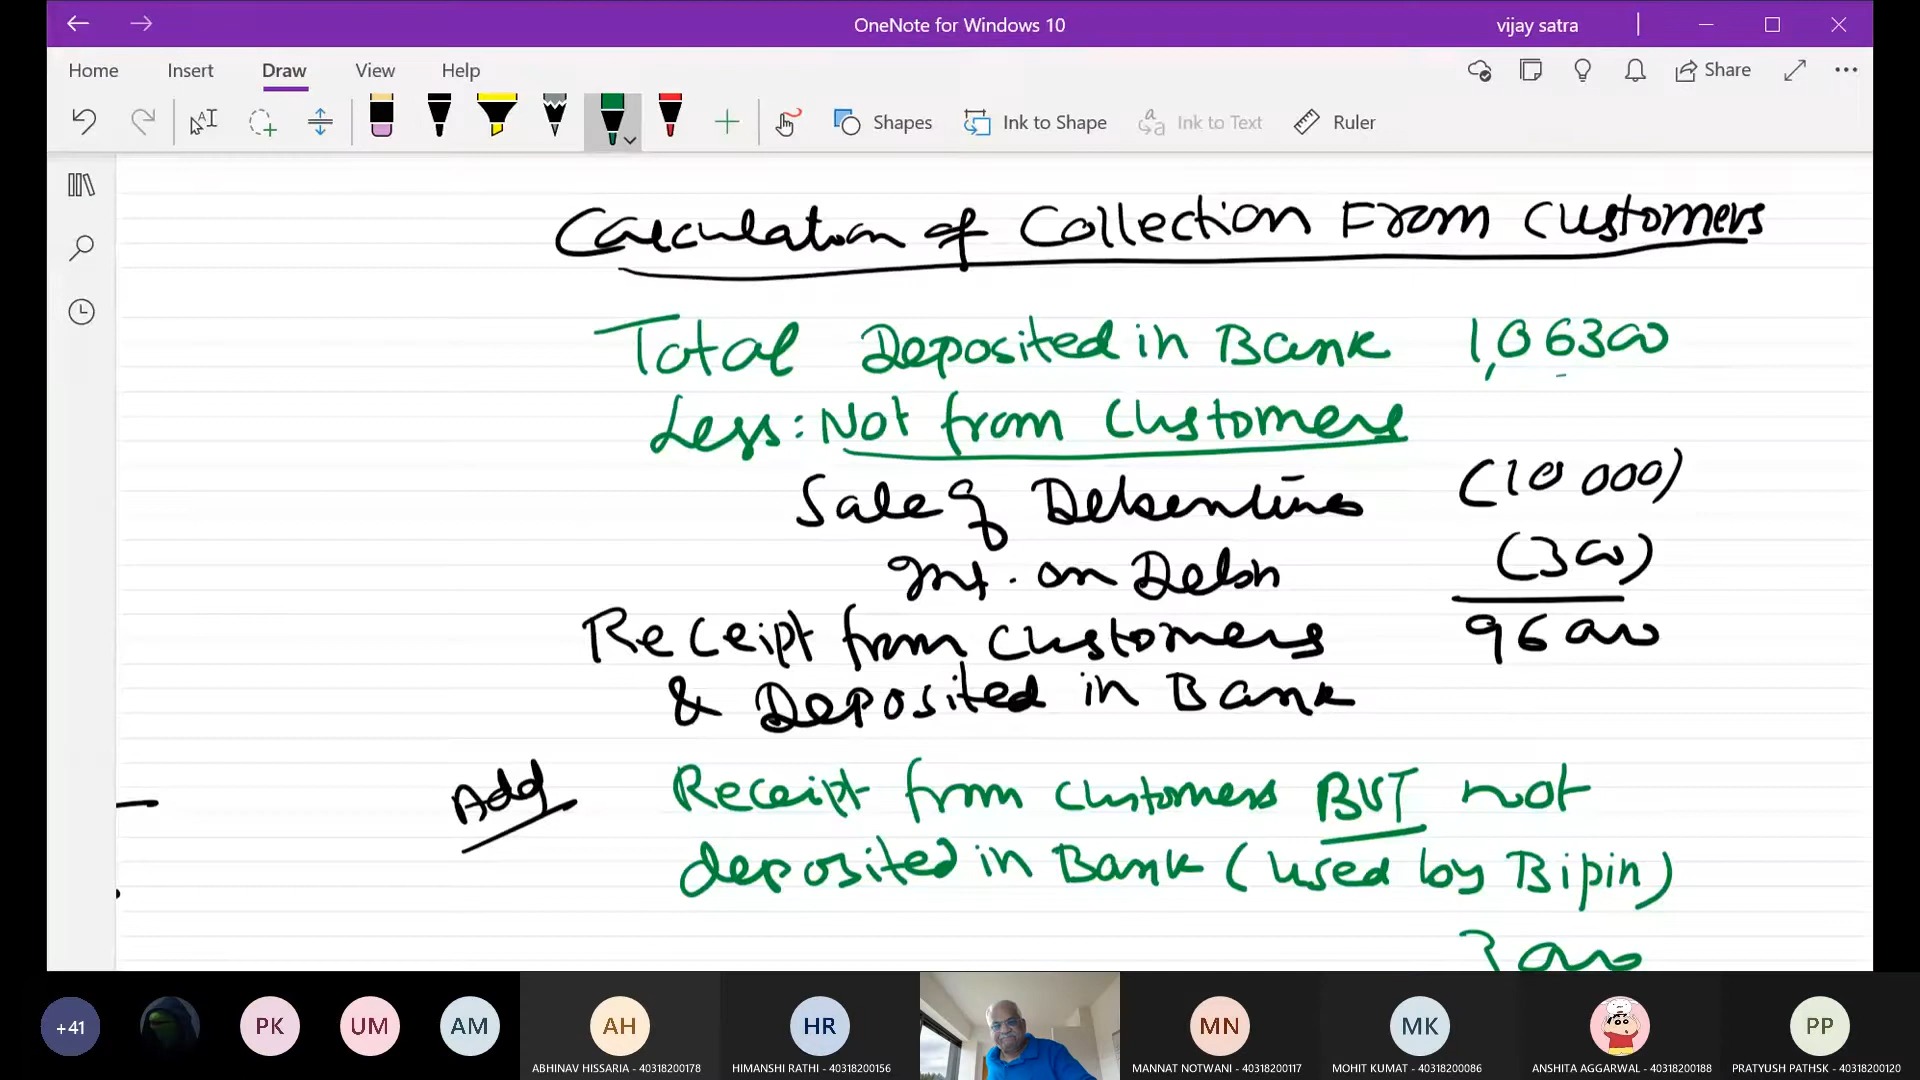 OneNote for Windows 10
vijay satra
Home Insert Draw View Help
Share
Shapes Ink to Shape Ink to Text Ruler
Calculation of Collection From Customers
Total Deposited in Bank 1,06300
Less: Not from Customers
Sale of Debentures (10 000)
Int. on Debn (300)
Receipt from customers 96000
& Deposited in Bank
Add Receipt from customers BUT not
deposited in Bank (used by Bipin)
3000
+41 PK UM AM AH HR MN MK PP
ABHINAV HISSARIA - 40318200178 HIMANSHI RATHI - 40318200156 MANNAT NOTWANI - 40318200117 MOHIT KUMAT - 40318200086 ANSHITA AGGARWAL - 40318200188 PRATYUSH PATHSK - 40318200120